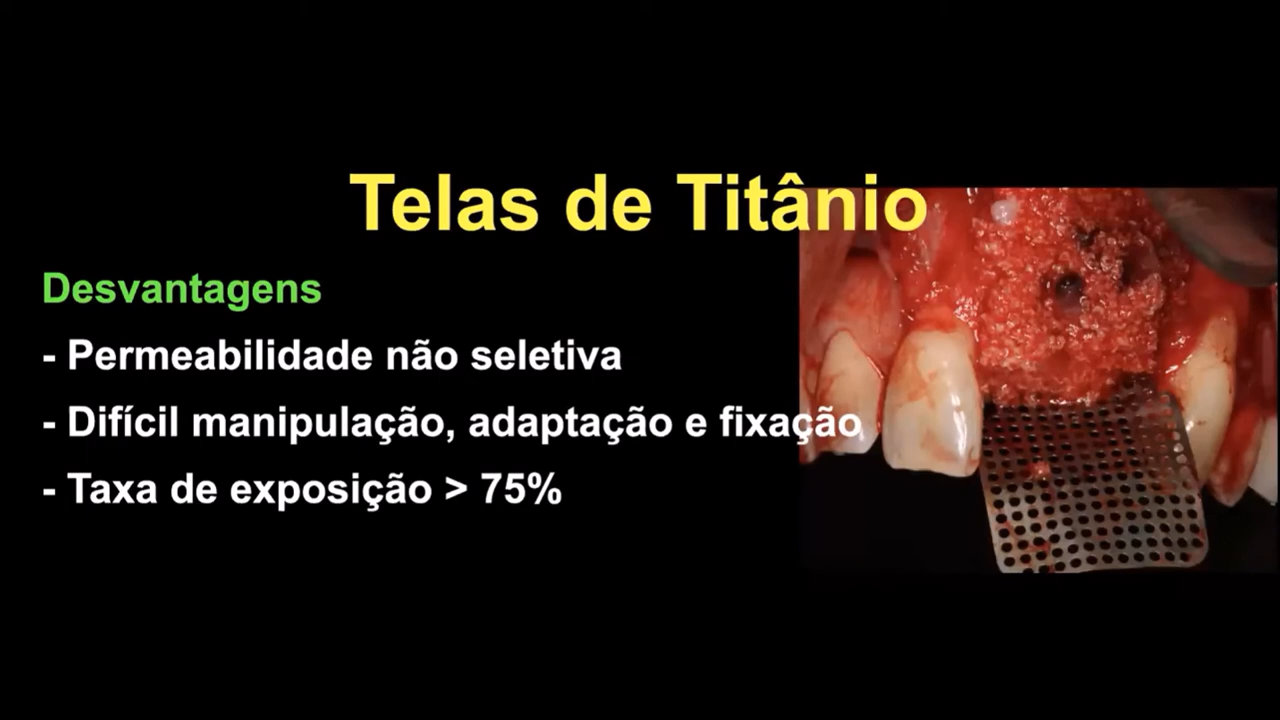 Telas de Titânio
Desvantagens
- Permeabilidade não seletiva
- Difícil manipulação, adaptação e fixação
- Taxa de exposição > 75%